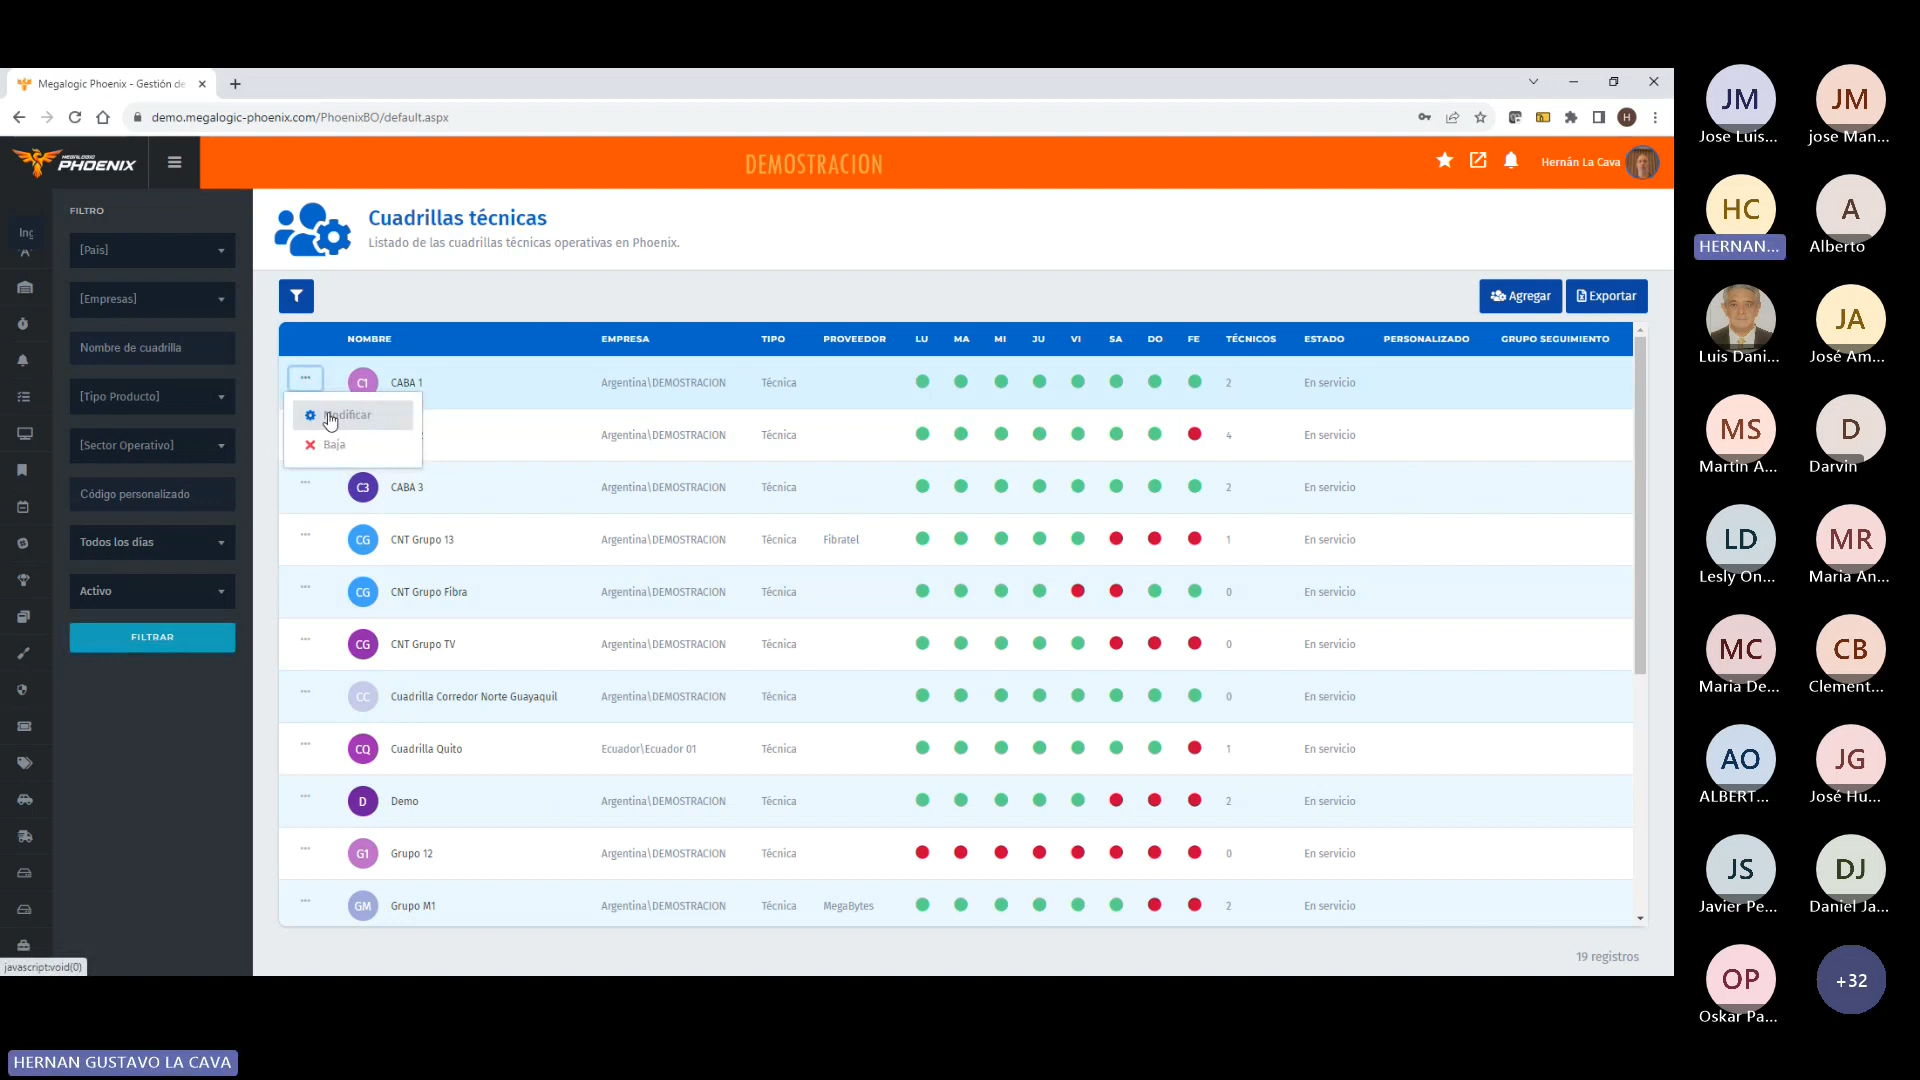 Megalogic Phoenix - Gestión de
demo.megalogic-phoenix.com/PhoenixBO/default.aspx
H
MEGALOGIC
PHOENIX
DEMOSTRACION
Hernán La Cava
Ing
FILTRO
[País]
[Empresas]
Nombre de cuadrilla
[Tipo Producto]
[Sector Operativo]
Código personalizado
Todos los días
Activo
FILTRAR
javascript:void(0)
Cuadrillas técnicas
Listado de las cuadrillas técnicas operativas en Phoenix.
Agregar
Exportar
NOMBRE EMPRESA TIPO PROVEEDOR LU MA MI JU VI SA DO FE TÉCNICOS ESTADO PERSONALIZADO GRUPO SEGUIMIENTO
C1 CABA 1 Argentina\DEMOSTRACION Técnica 2 En servicio
Modificar
Baja
Argentina\DEMOSTRACION Técnica 4 En servicio
C3 CABA 3 Argentina\DEMOSTRACION Técnica 2 En servicio
CG CNT Grupo 13 Argentina\DEMOSTRACION Técnica Fibratel 1 En servicio
CG CNT Grupo Fibra Argentina\DEMOSTRACION Técnica 0 En servicio
CG CNT Grupo TV Argentina\DEMOSTRACION Técnica 0 En servicio
CC Cuadrilla Corredor Norte Guayaquil Argentina\DEMOSTRACION Técnica 0 En servicio
CQ Cuadrilla Quito Ecuador\Ecuador 01 Técnica 1 En servicio
D Demo Argentina\DEMOSTRACION Técnica 2 En servicio
G1 Grupo 12 Argentina\DEMOSTRACION Técnica 0 En servicio
GM Grupo M1 Argentina\DEMOSTRACION Técnica MegaBytes 2 En servicio
19 registros
JM JM
Jose Luis... jose Man...
HC A
HERNAN... Alberto
JA
Luis Dani... José Am...
MS D
Martin A... Darvin
LD MR
Lesly On... Maria An...
MC CB
Maria De... Clement...
AO JG
ALBERT... José Hu...
JS DJ
Javier Pe... Daniel Ja...
OP +32
Oskar Pa...
HERNAN GUSTAVO LA CAVA